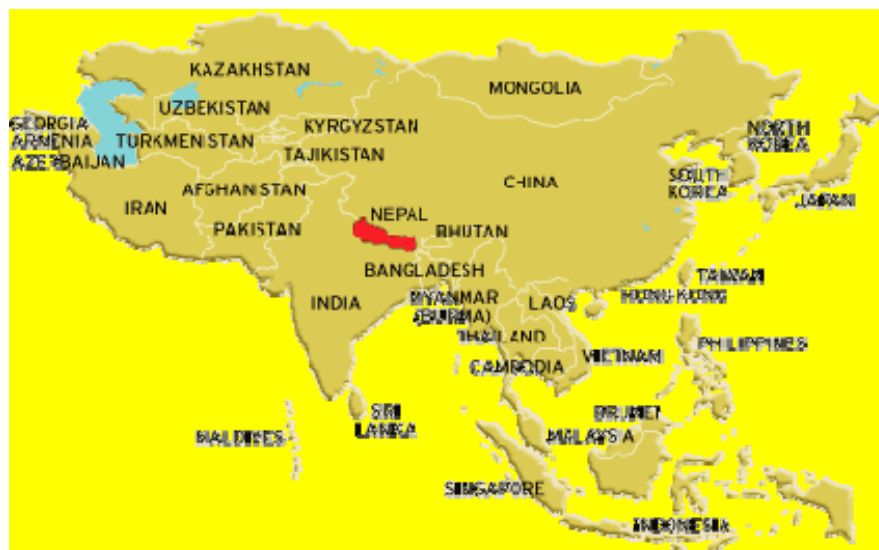 KAZAKHSTAN
MONGOLIA
UZBEKISTAN
GEORGIA
KYRGYZSTAN
NORTH
KOREA
ARMENIA
TURKMENISTAN
AZERBAIJAN
TAJIKISTAN
SOUTH
KOREA
CHINA
AFGHANISTAN
JAPAN
IRAN
NEPAL
PAKISTAN
BHUTAN
BANGLADESH
TAIWAN
INDIA
MYANMAR
(BURMA)
LAOS
HONG KONG
THAILAND
PHILIPPINES
VIETNAM
CAMBODIA
SRI
LANKA
BRUNEI
MALDIVES
MALAYSIA
SINGAPORE
INDONESIA